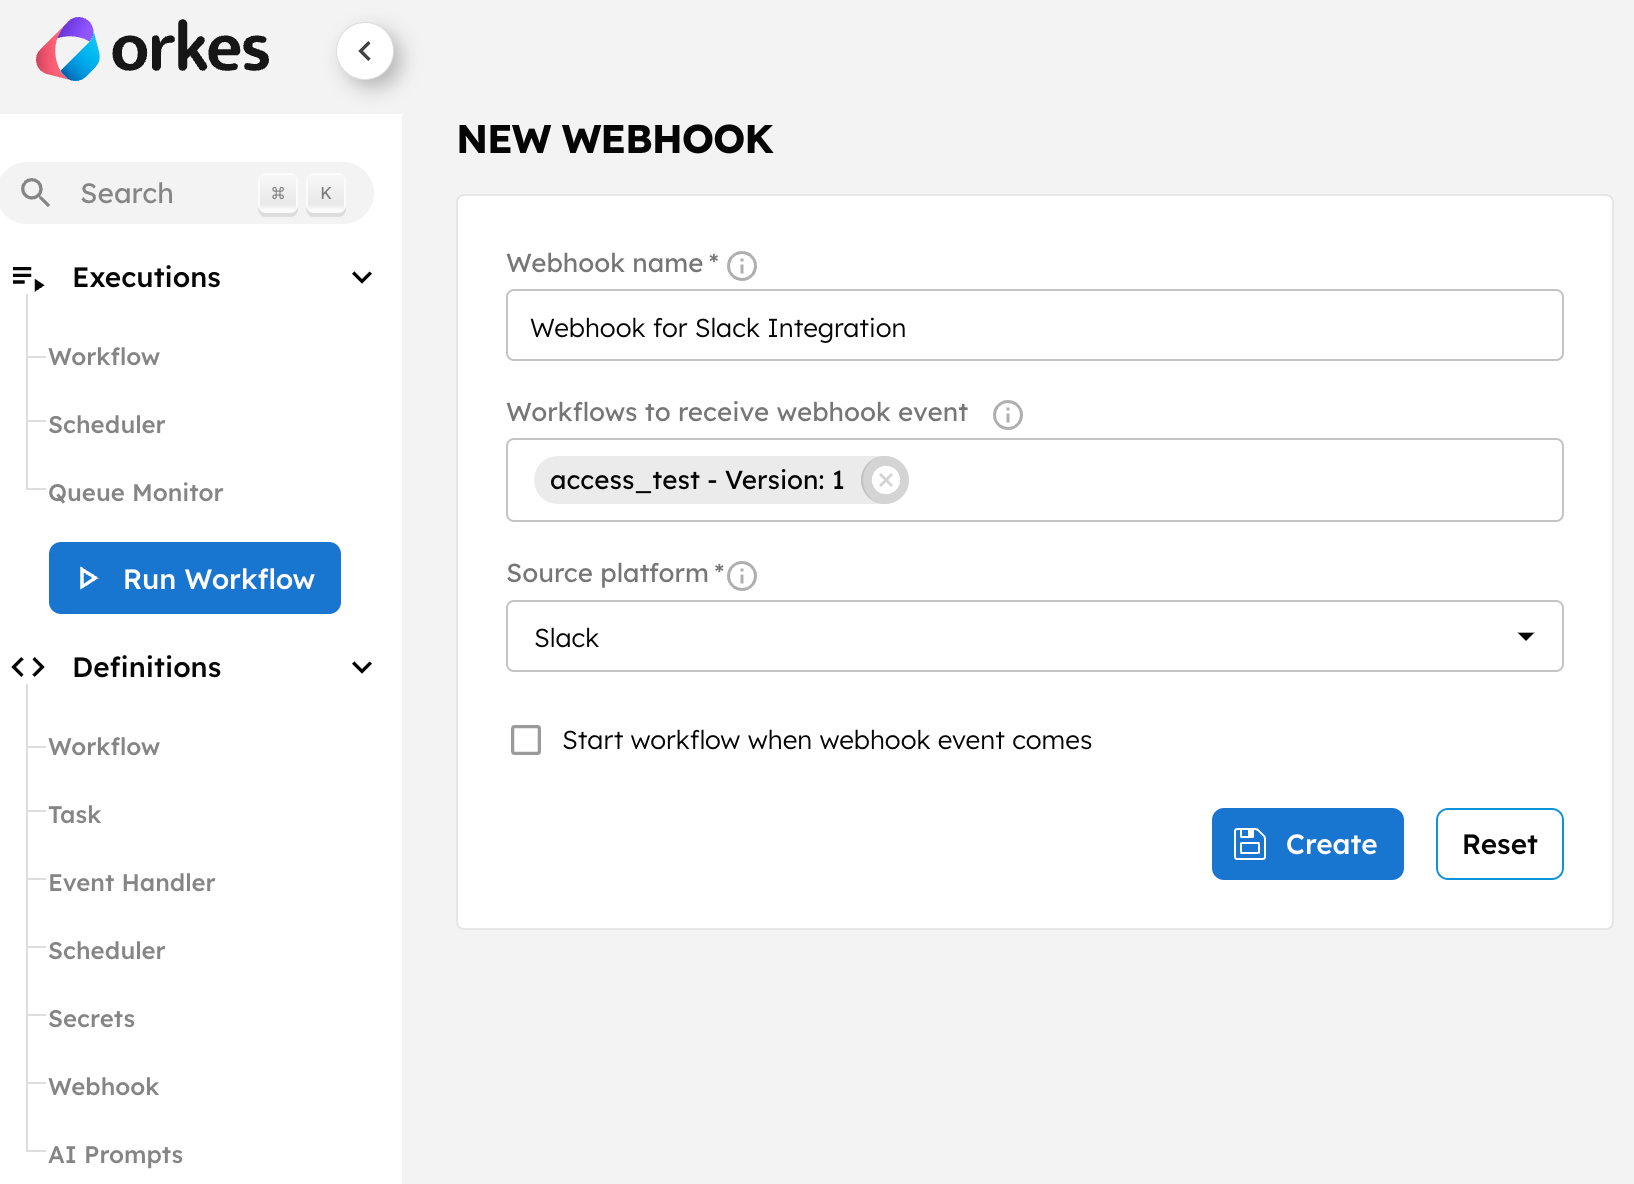 orkes
Search ⌘ K
Executions
Workflow
Scheduler
Queue Monitor
Run Workflow
Definitions
Workflow
Task
Event Handler
Scheduler
Secrets
Webhook
AI Prompts
NEW WEBHOOK
Webhook name *
Webhook for Slack Integration
Workflows to receive webhook event
access_test - Version: 1
Source platform *
Slack
Start workflow when webhook event comes
Create
Reset